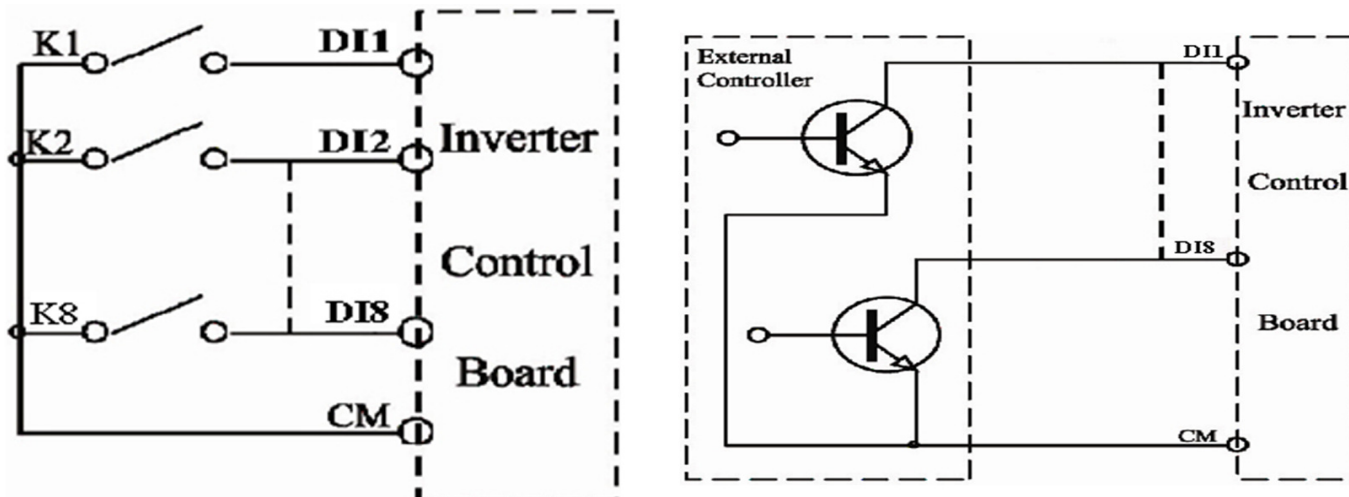 K1
DI1
K2
DI2
Inverter
Control
K8
DI8
Board
CM
External
Controller
DI1
Inverter
Control
DI8
Board
CM